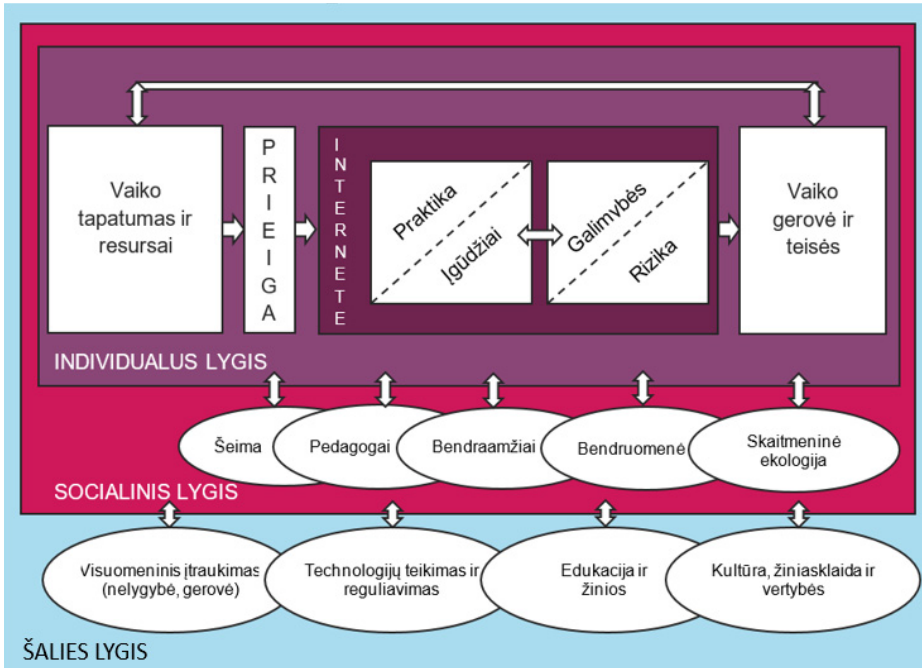 Vaiko
tapatumas ir
resursai
PRIEIGA
INTERNETE
Praktika
Įgūdžiai
Galimybės
Rizika
Vaiko
gerovė ir
teisės
INDIVIDUALUS LYGIS
Šeima
Pedagogai
Bendraamžiai
Bendruomenė
Skaitmeninė
ekologija
SOCIALINIS LYGIS
Visuomeninis įtraukimas
(nelygybė, gerovė)
Technologijų teikimas ir
reguliavimas
Edukacija ir
žinios
Kultūra, žiniasklaida ir
vertybės
ŠALIES LYGIS